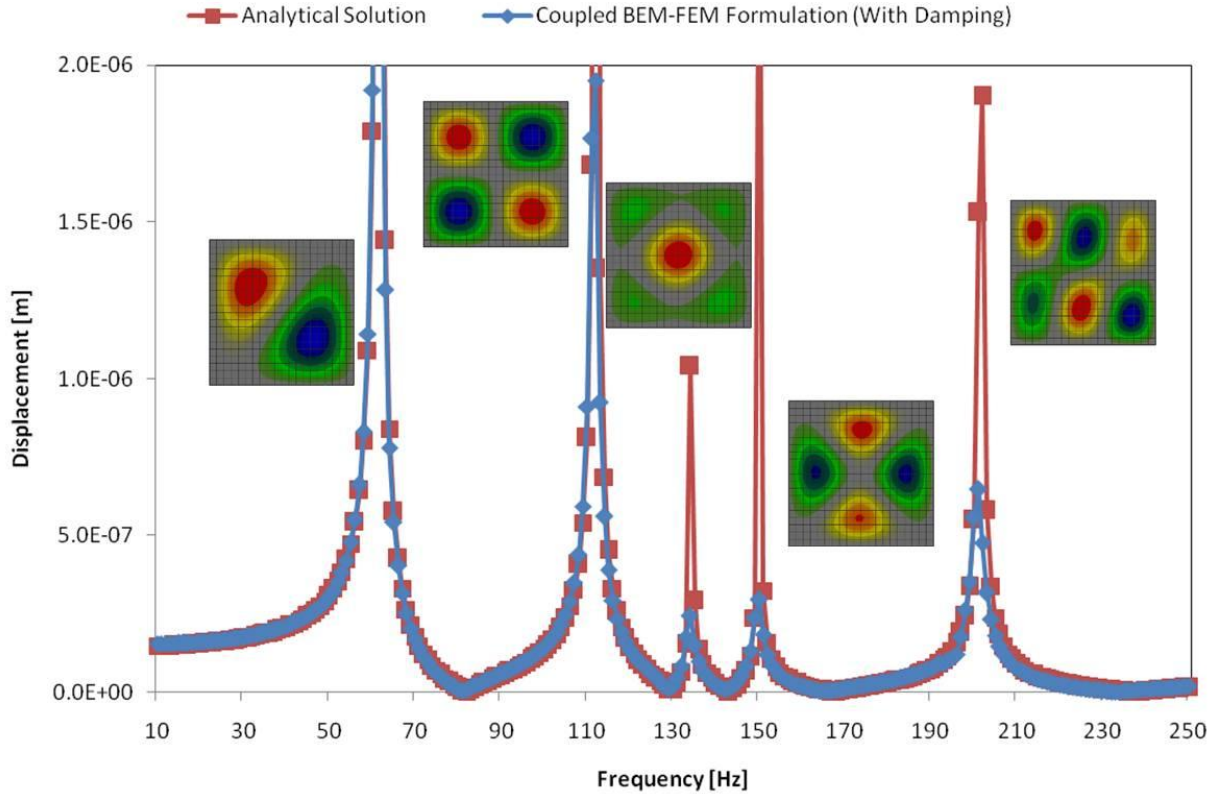 Analytical Solution
Coupled BEM-FEM Formulation (With Damping)
2.0E-06
1.5E-06
1.0E-06
5.0E-07
0.0E+00
Displacement [m]
10 30 50 70 90 110 130 150 170 190 210 230 250
Frequency [Hz]